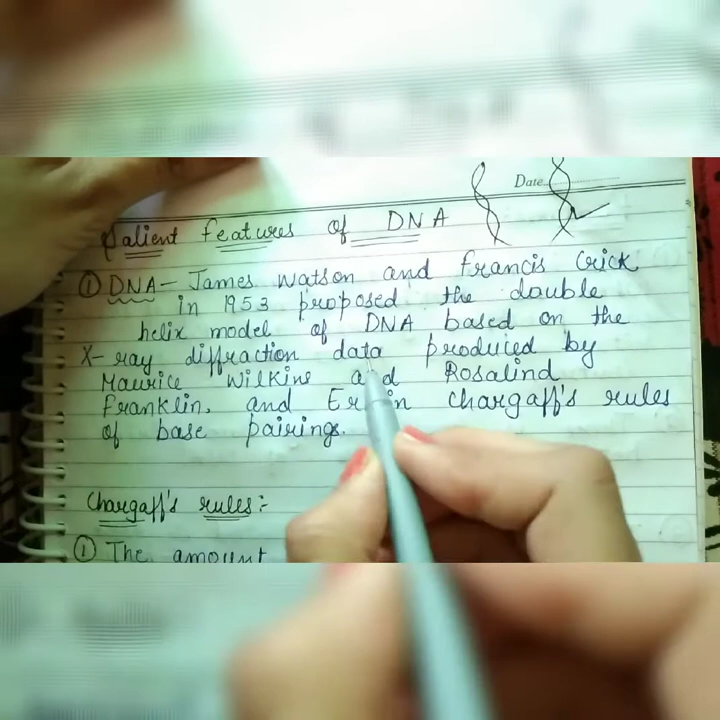 Date
Salient features of DNA
① DNA - James Watson and Francis Crick
in 1953 proposed the double
helix model of DNA based on the
X-ray diffraction data produced by
Maurice Wilkins and Rosalind
Franklin, and Erwin Chargaff's rules
of base pairings.
Chargaff's rules:-
① The amount